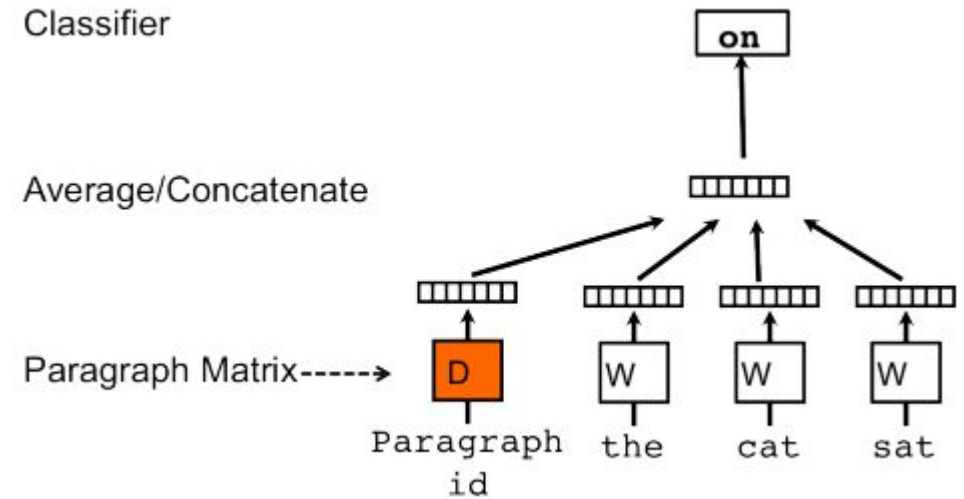 Classifier
on
Average/Concatenate
Paragraph Matrix
D
W
W
W
Paragraph
id
the
cat
sat